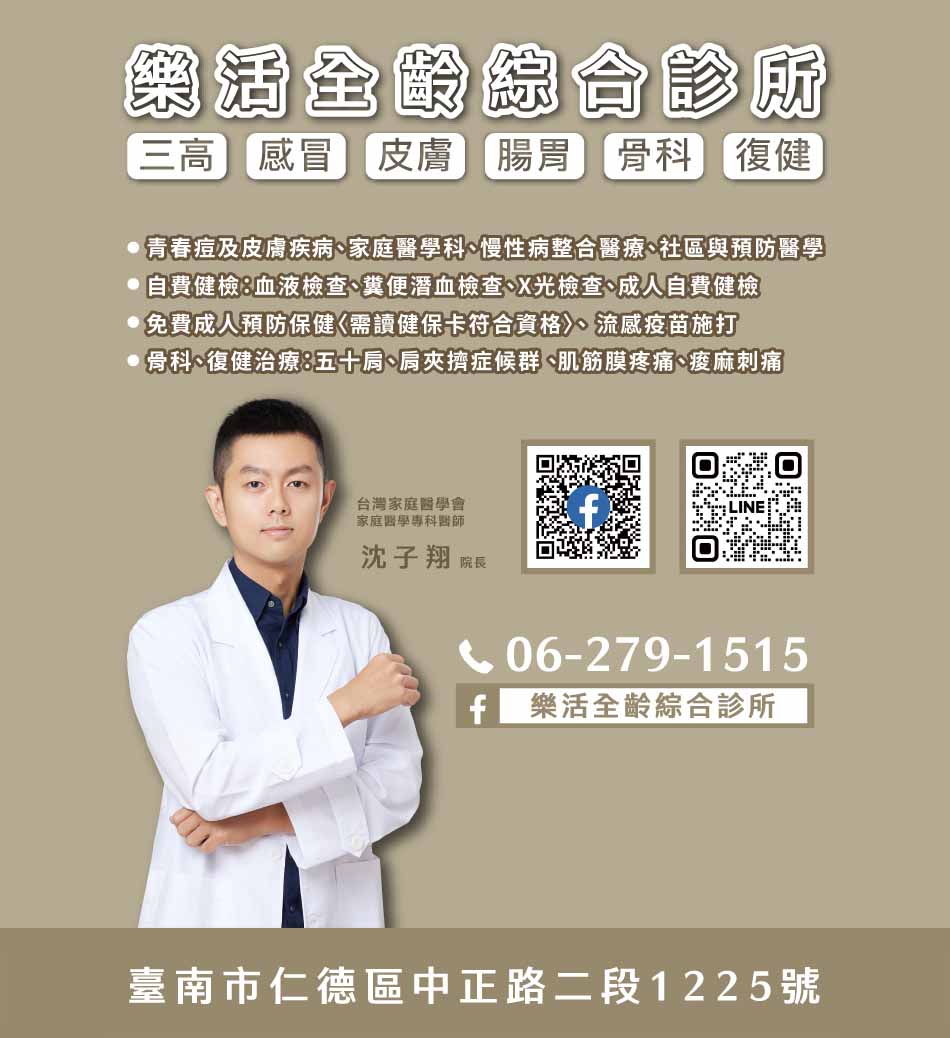 樂活全齡綜合診所
三高 感冒 皮膚 腸胃 骨科 復健
• 青春痘及皮膚疾病、家庭醫學科、慢性病整合醫療、社區與預防醫學
• 自費健檢：血液檢查、糞便潛血檢查、X光檢查、成人自費健檢
• 免費成人預防保健〈需讀健保卡符合資格〉、流感疫苗施打
• 骨科、復健治療：五十肩、肩夾擠症候群、肌筋膜疼痛、痠麻刺痛
台灣家庭醫學會
家庭醫學專科醫師
沈子翔 院長
LINE
06-279-1515
樂活全齡綜合診所
臺南市仁德區中正路二段1225號